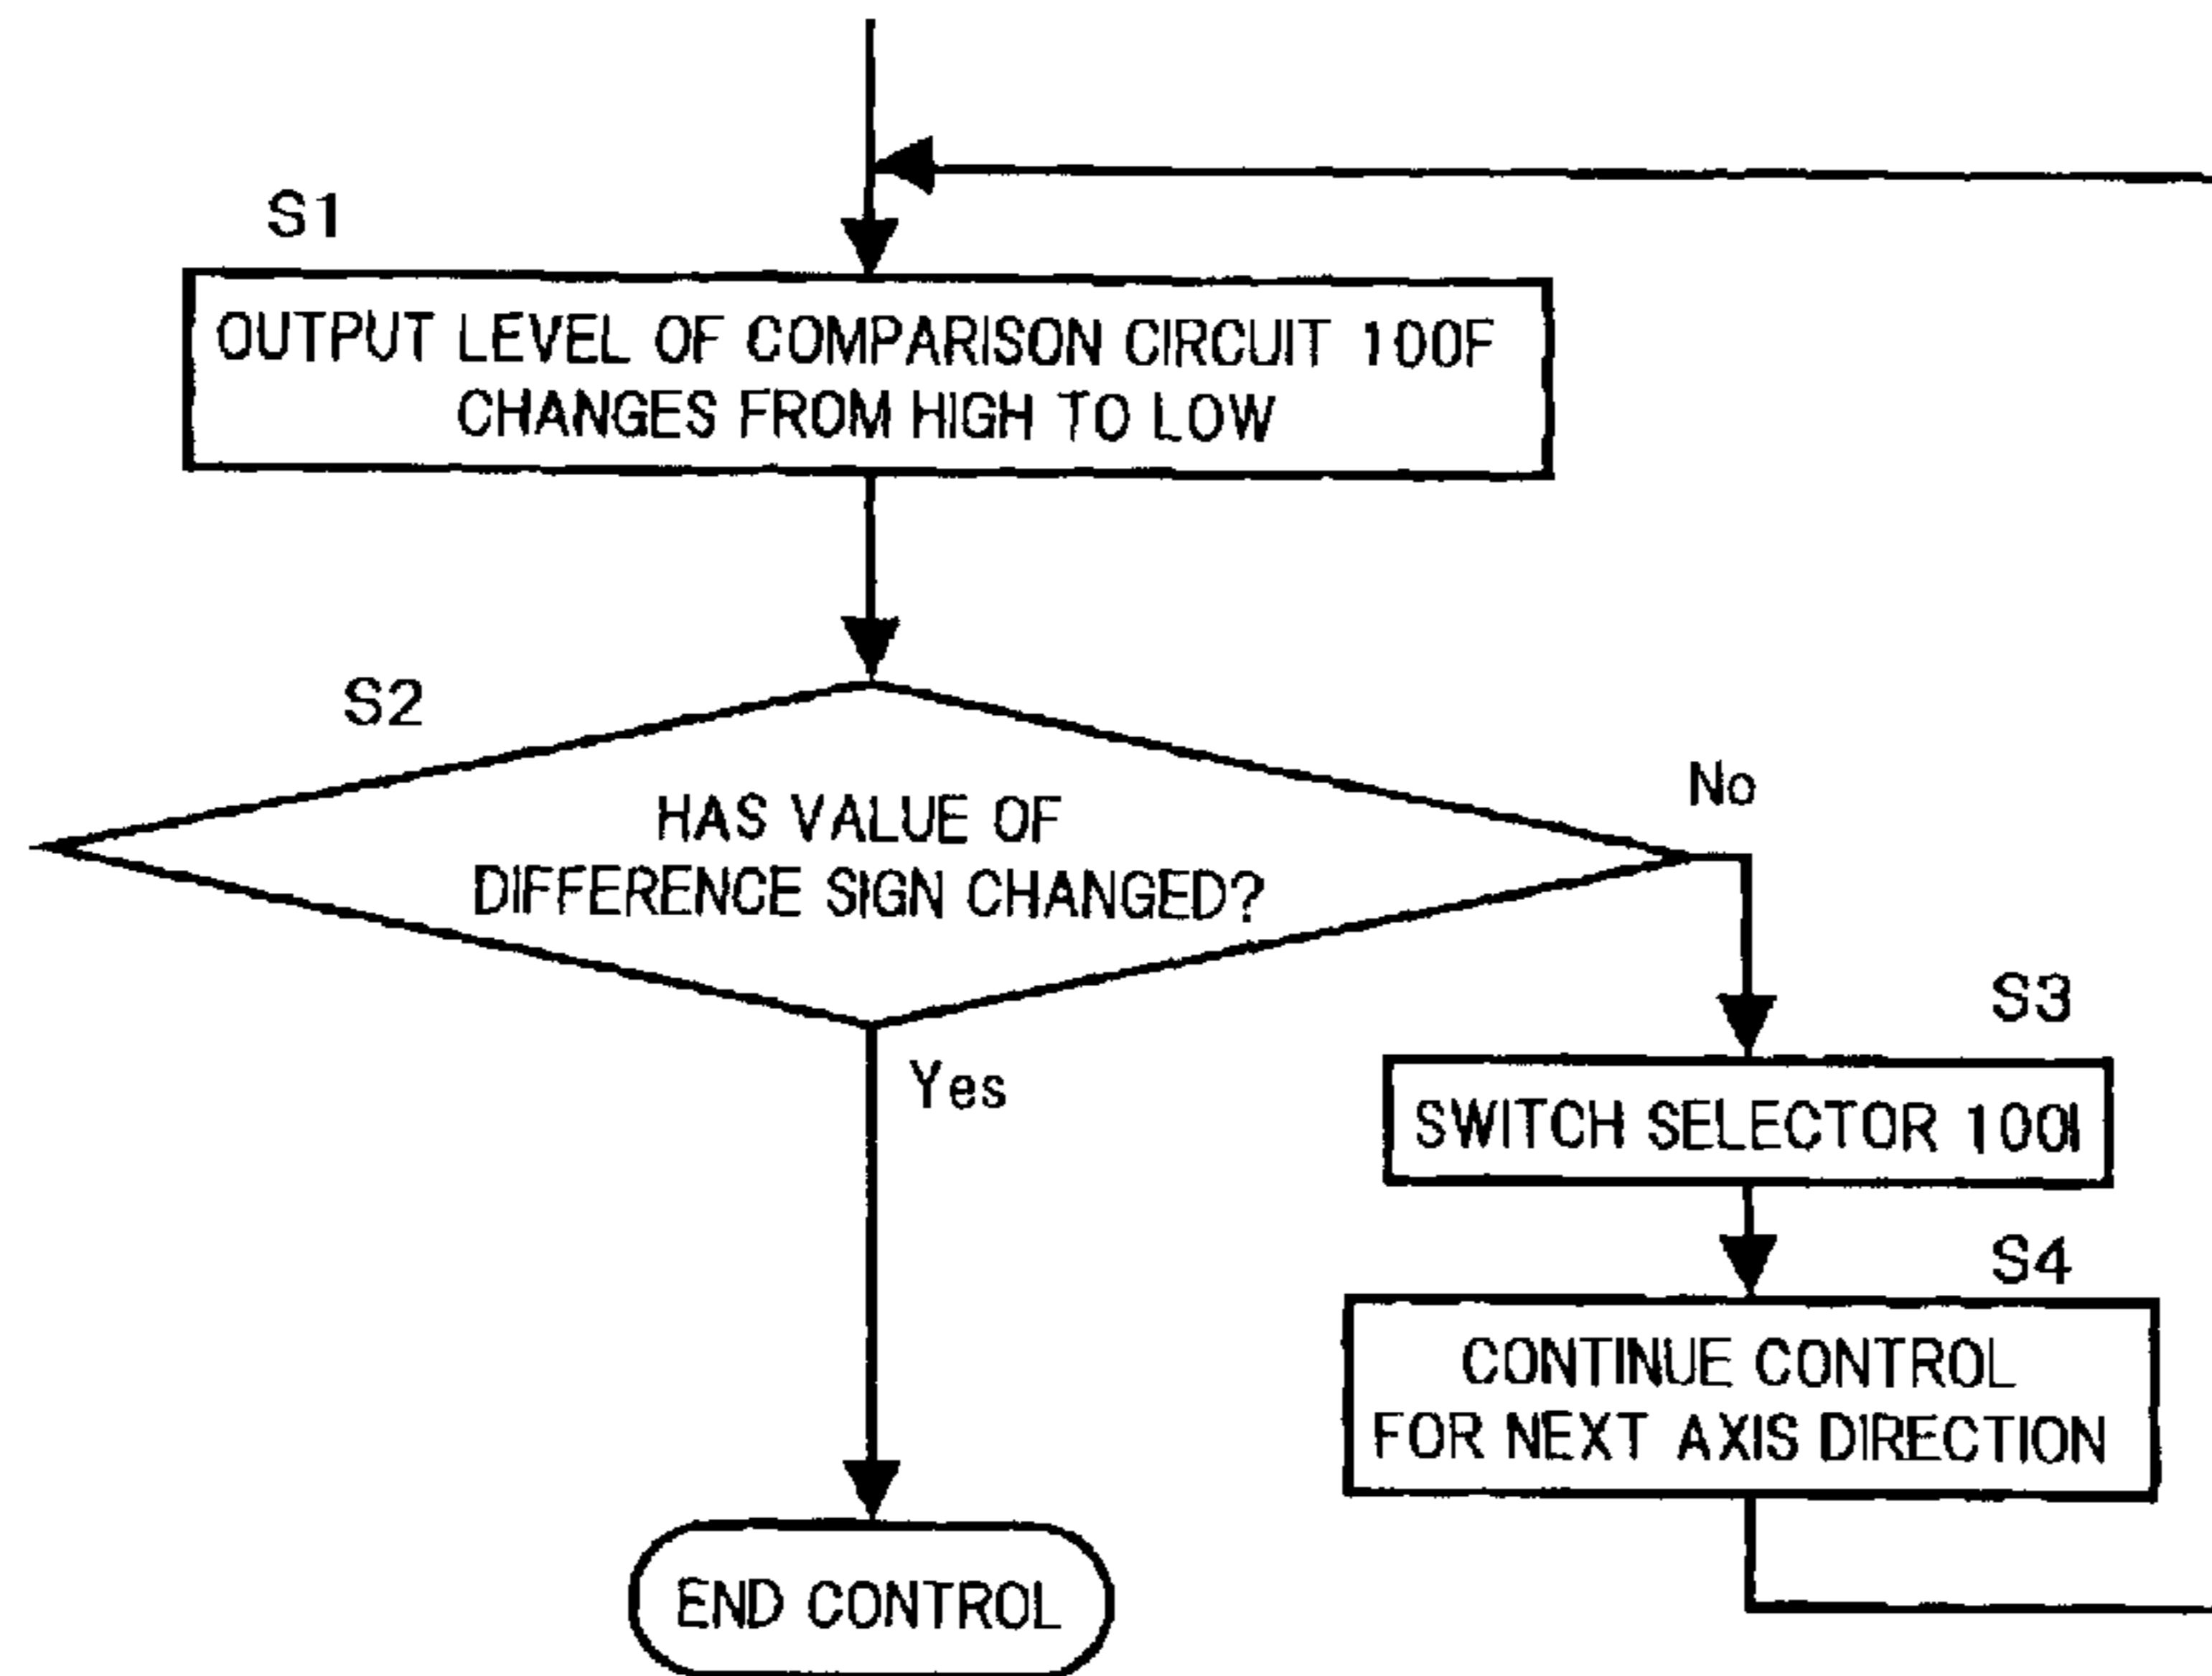 S1
OUTPUT LEVEL OF COMPARISON CIRCUIT 100F
CHANGES FROM HIGH TO LOW
S2
HAS VALUE OF
DIFFERENCE SIGN CHANGED?
No
Yes
S3
SWITCH SELECTOR 100I
S4
CONTINUE CONTROL
FOR NEXT AXIS DIRECTION
END CONTROL